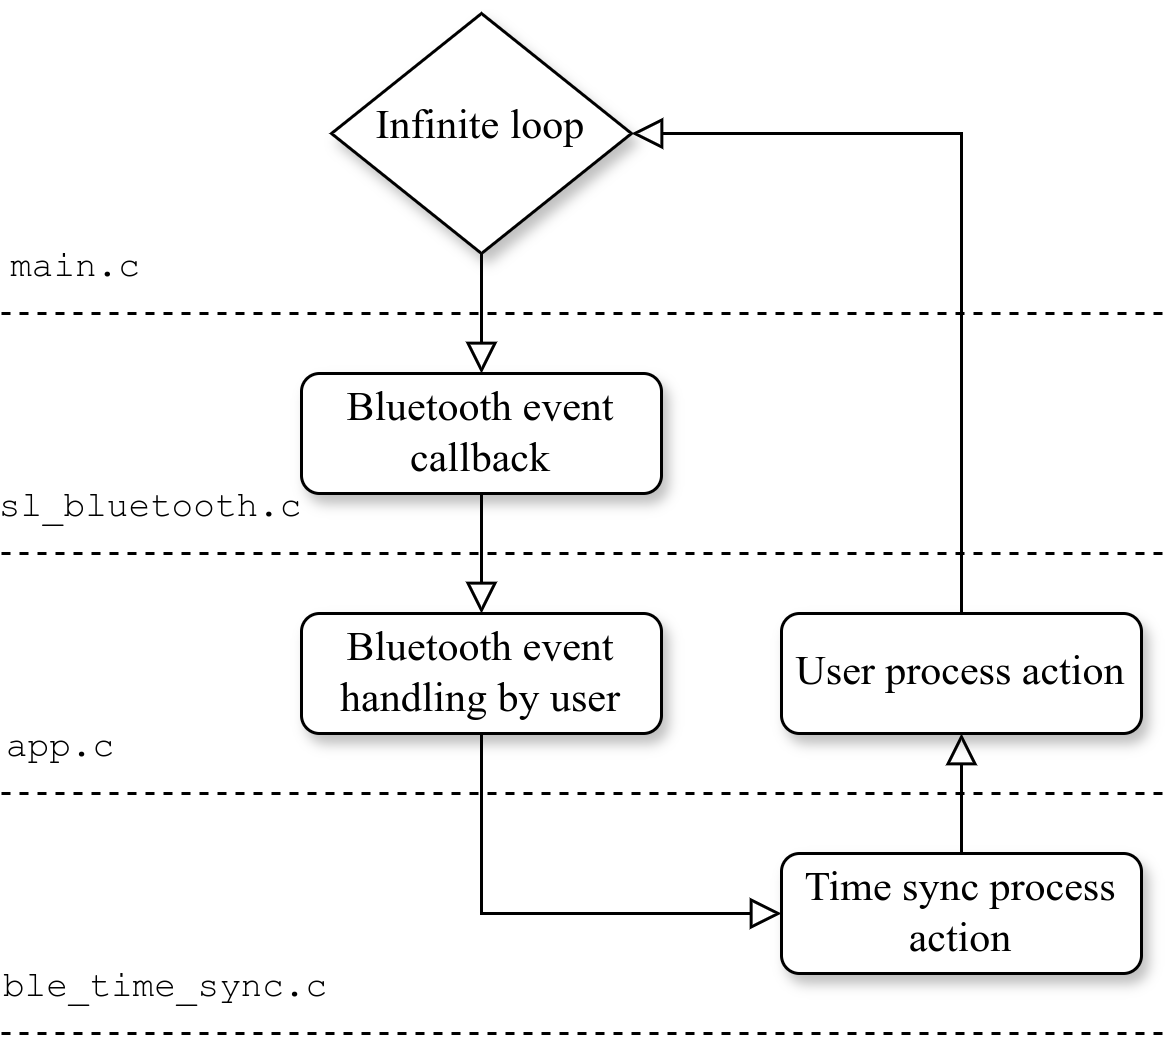 Infinite loop
main.c
Bluetooth event
callback
sl_bluetooth.c
Bluetooth event
handling by user
User process action
app.c
Time sync process
action
ble_time_sync.c